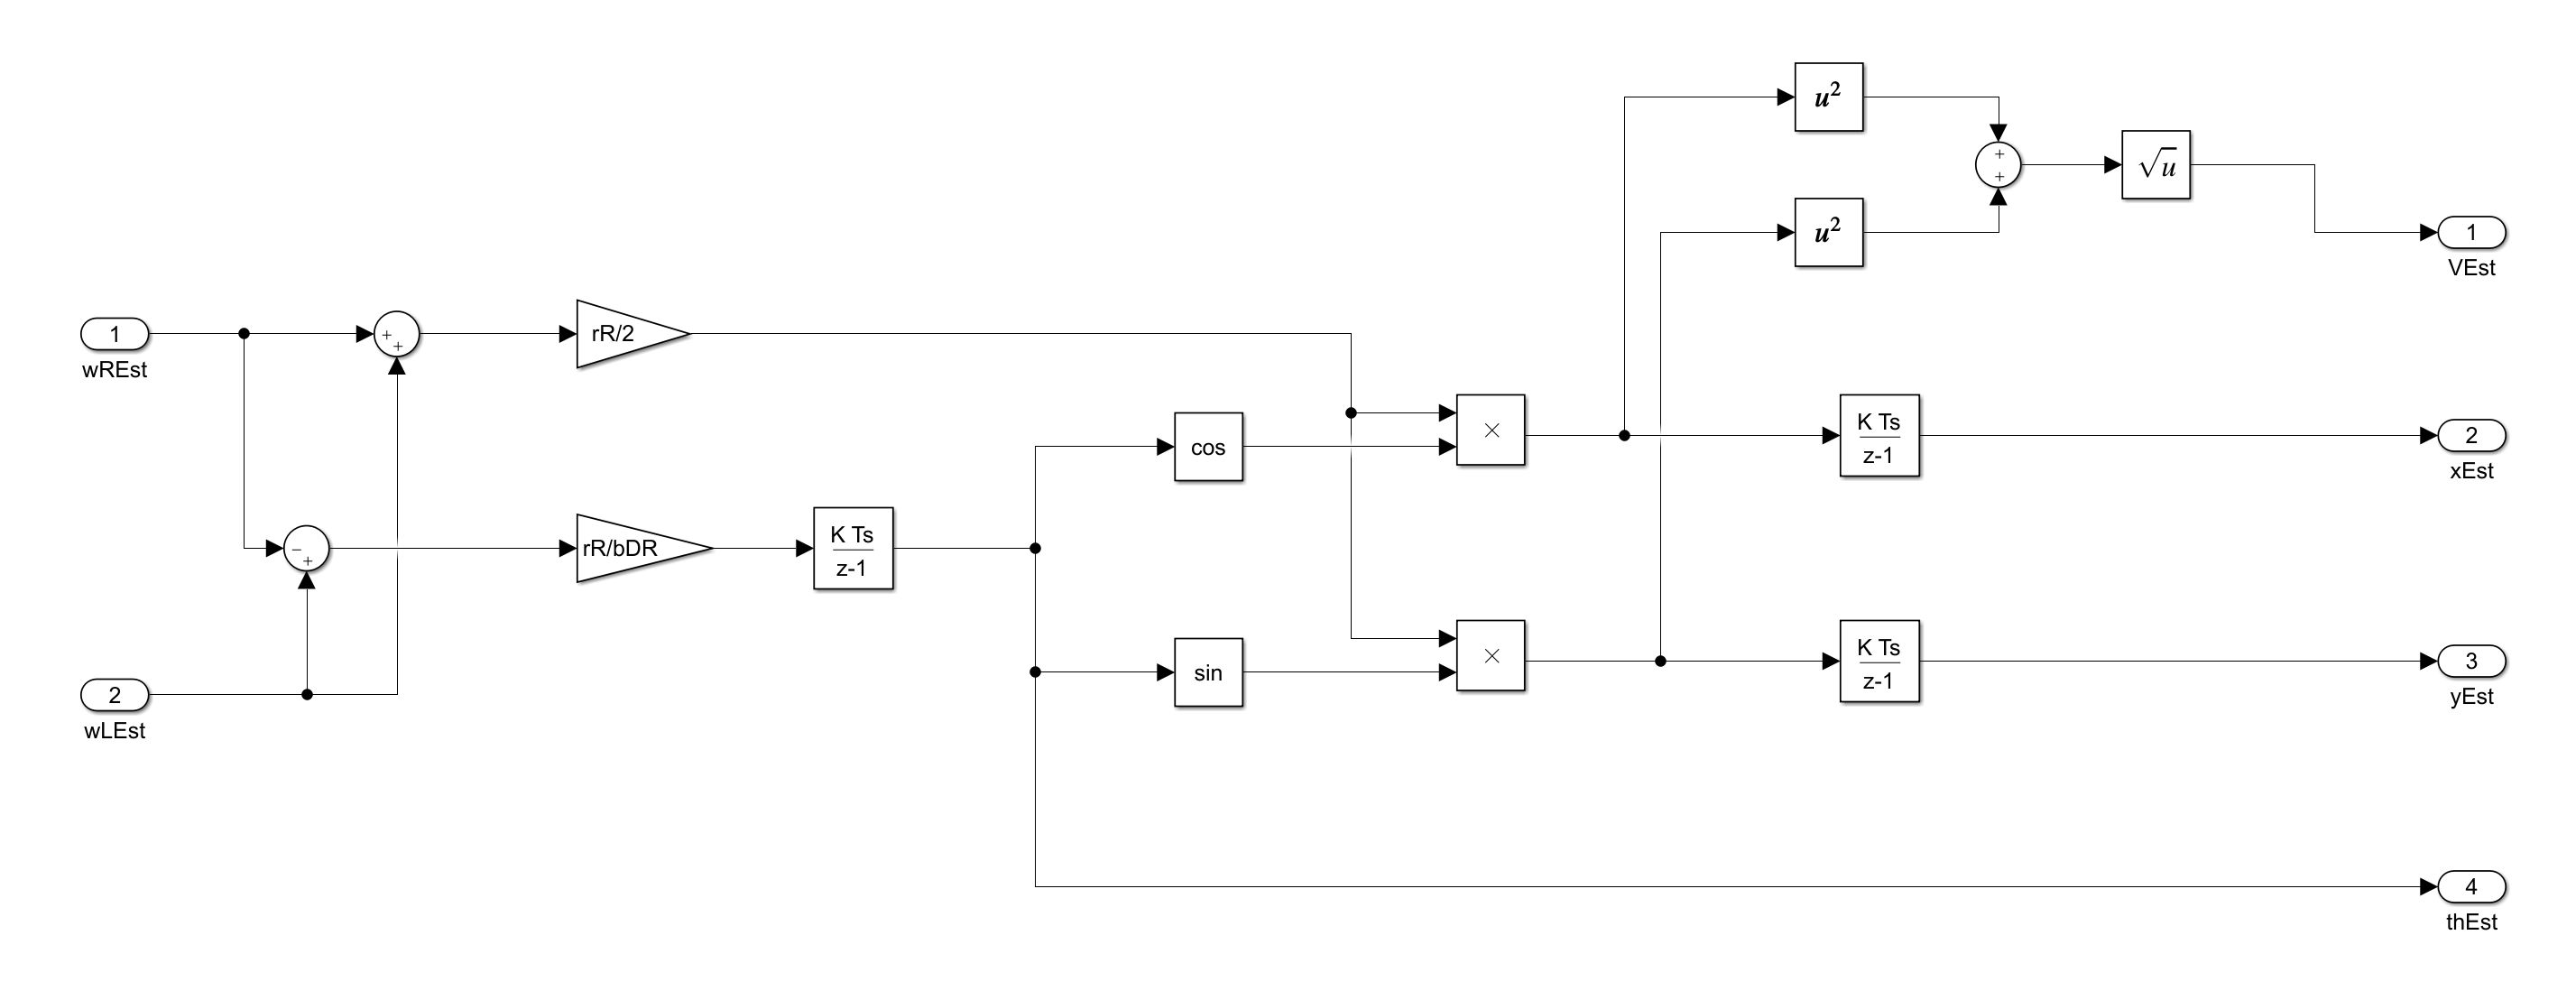 u²
+
+
√u
u²
1
VEst
1
wREst
+
+
rR/2
cos
×
K Ts
z-1
2
xEst
−
+
rR/bDR
K Ts
z-1
sin
×
K Ts
z-1
3
yEst
2
wLEst
4
thEst